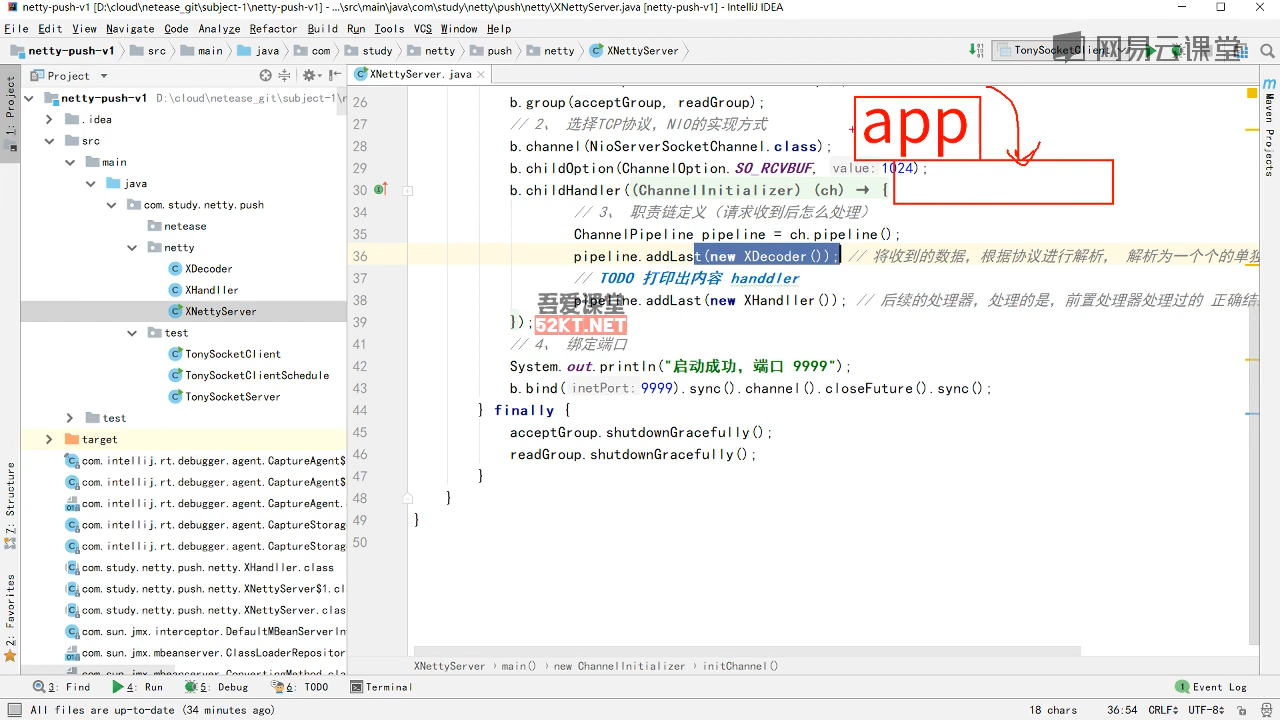 netty-push-v1 [D:\cloud\netease_git\subject-1\netty-push-v1] - ...\src\main\java\com\study\netty\push\netty\XNettyServer.java [netty-push-v1] - IntelliJ IDEA
File Edit View Navigate Code Analyze Refactor Build Run Tools VCS Window Help
netty-push-v1 src main java com study netty push netty XNettyServer
TonySocketClient
网易云课堂
Project
XNettyServer.java
1: Project
Maven Projects
netty-push-v1 D:\cloud\netease_git\subject-1\n
.idea
src
main
java
com.study.netty.push
netease
netty
XDecoder
XHandller
XNettyServer
test
TonySocketClient
TonySocketClientSchedule
TonySocketServer
test
target
com.intellij.rt.debugger.agent.CaptureAgent$
com.intellij.rt.debugger.agent.CaptureAgent$
com.intellij.rt.debugger.agent.CaptureAgent.
com.intellij.rt.debugger.agent.CaptureStorag
com.intellij.rt.debugger.agent.CaptureStorag
com.study.netty.push.netty.XHandller.class
com.study.netty.push.netty.XNettyServer$1.cl
com.study.netty.push.netty.XNettyServer.clas
com.sun.jmx.interceptor.DefaultMBeanServerIn
com.sun.jmx.mbeanserver.ClassLoaderRepositor
com.sun.jmx.mbeanserver.ConvertingMethod.cla
26 b.group(acceptGroup, readGroup);
27 // 2、 选择TCP协议,NIO的实现方式
28 b.channel(NioServerSocketChannel.class);
29 b.childOption(ChannelOption.SO_RCVBUF, value: 1024);
30 b.childHandler((ChannelInitializer) (ch) → {
34 // 3、 职责链定义(请求收到后怎么处理)
35 ChannelPipeline pipeline = ch.pipeline();
36 pipeline.addLast(new XDecoder()); // 将收到的数据,根据协议进行解析, 解析为一个个的单独
37 // TODO 打印出内容 handdler
38 pipeline.addLast(new XHandller()); // 后续的处理器,处理的是,前置处理器处理过的 正确结
39 });
41 // 4、 绑定端口
42 System.out.println("启动成功,端口 9999");
43 b.bind(inetPort: 9999).sync().channel().closeFuture().sync();
44 } finally {
45 acceptGroup.shutdownGracefully();
46 readGroup.shutdownGracefully();
47 }
48 }
49 }
50
app
吾爱课堂
52KT.NET
XNettyServer › main() › new ChannelInitializer › initChannel()
Z: Structure
2: Favorites
3: Find 4: Run 5: Debug 6: TODO Terminal 1 Event Log
All files are up-to-date (34 minutes ago) 18 chars 36:54 CRLF UTF-8